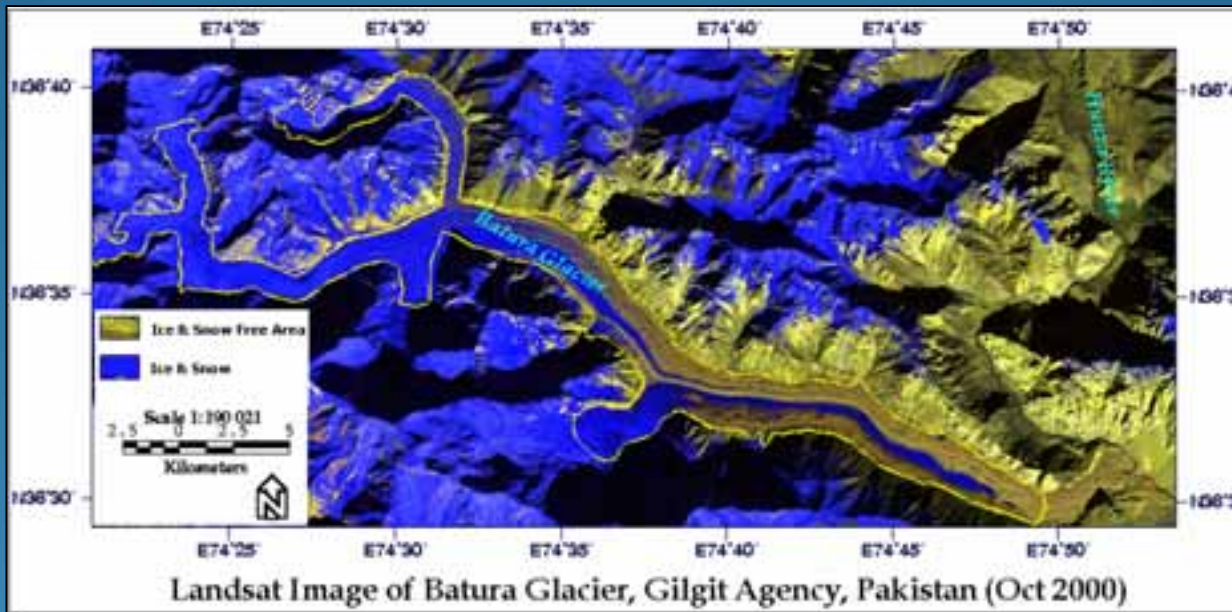 E74°25' E74°30' E74°35' E74°40' E74°45' E74°50'
N36°40'
Batura Glacier
N36°35'
Ice & Snow Free Area
Ice & Snow
Scale 1:190 021
2.5 0 2.5 5
Kilometers
N
N36°30'
E74°25' E74°30' E74°35' E74°40' E74°45' E74°50'
Landsat Image of Batura Glacier, Gilgit Agency, Pakistan (Oct 2000)